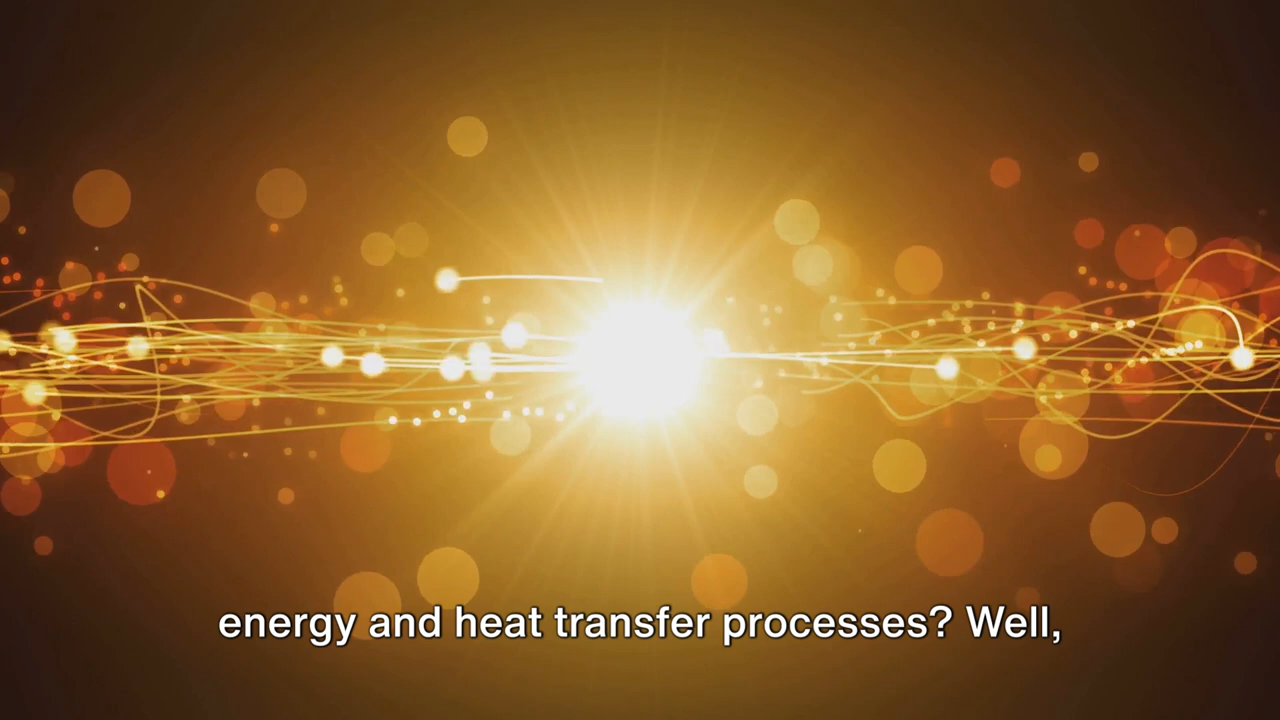 energy and heat transfer processes? Well,